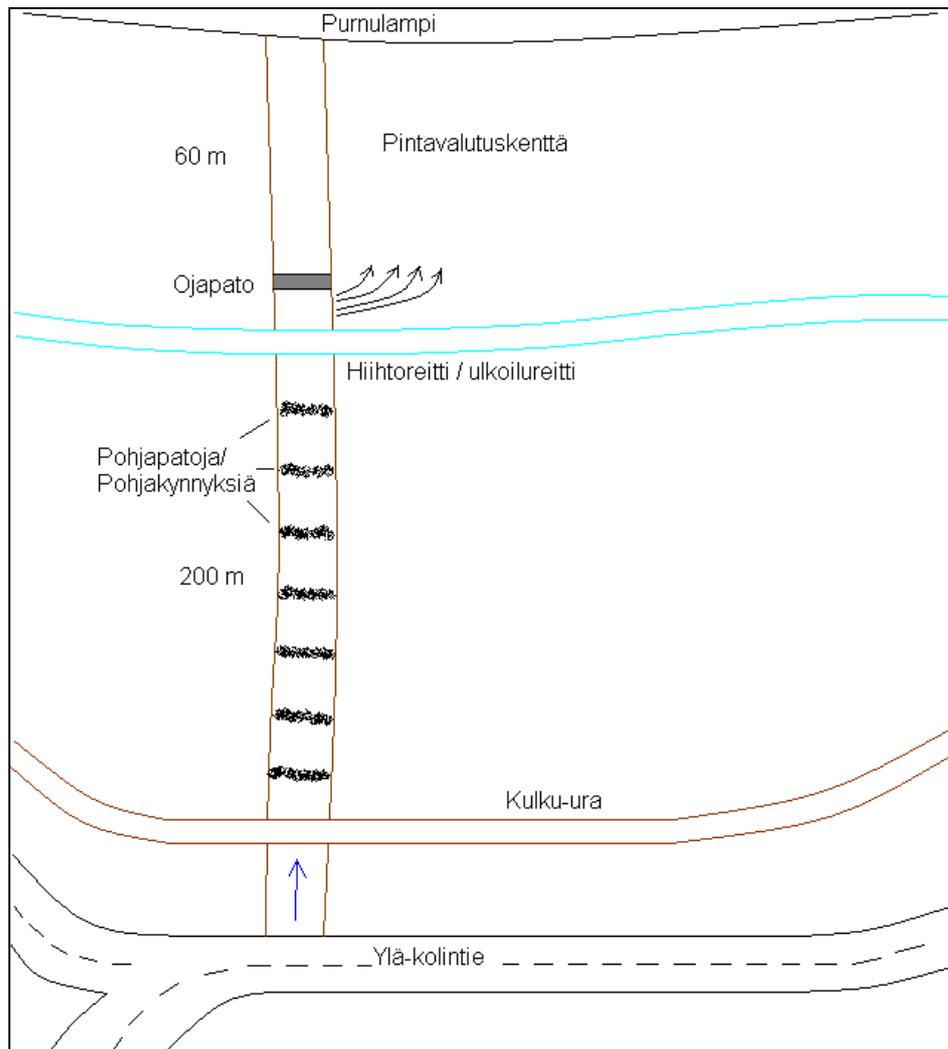 Purnulampi
Pintavalutuskenttä
60 m
Ojapato
Hiihtoreitti / ulkoilureitti
Pohjapatoja/
Pohjakynnyksiä
200 m
Kulku-ura
Ylä-kolintie